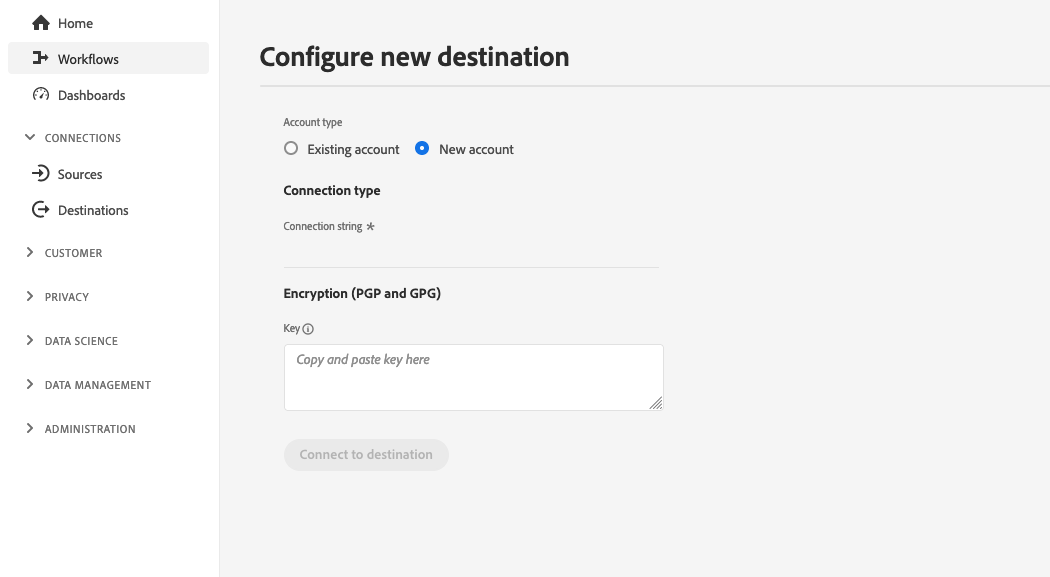 Home
Workflows
Dashboards
CONNECTIONS
Sources
Destinations
CUSTOMER
PRIVACY
DATA SCIENCE
DATA MANAGEMENT
ADMINISTRATION
Configure new destination
Account type
Existing account New account
Connection type
Connection string *
Encryption (PGP and GPG)
Key
Copy and paste key here
Connect to destination